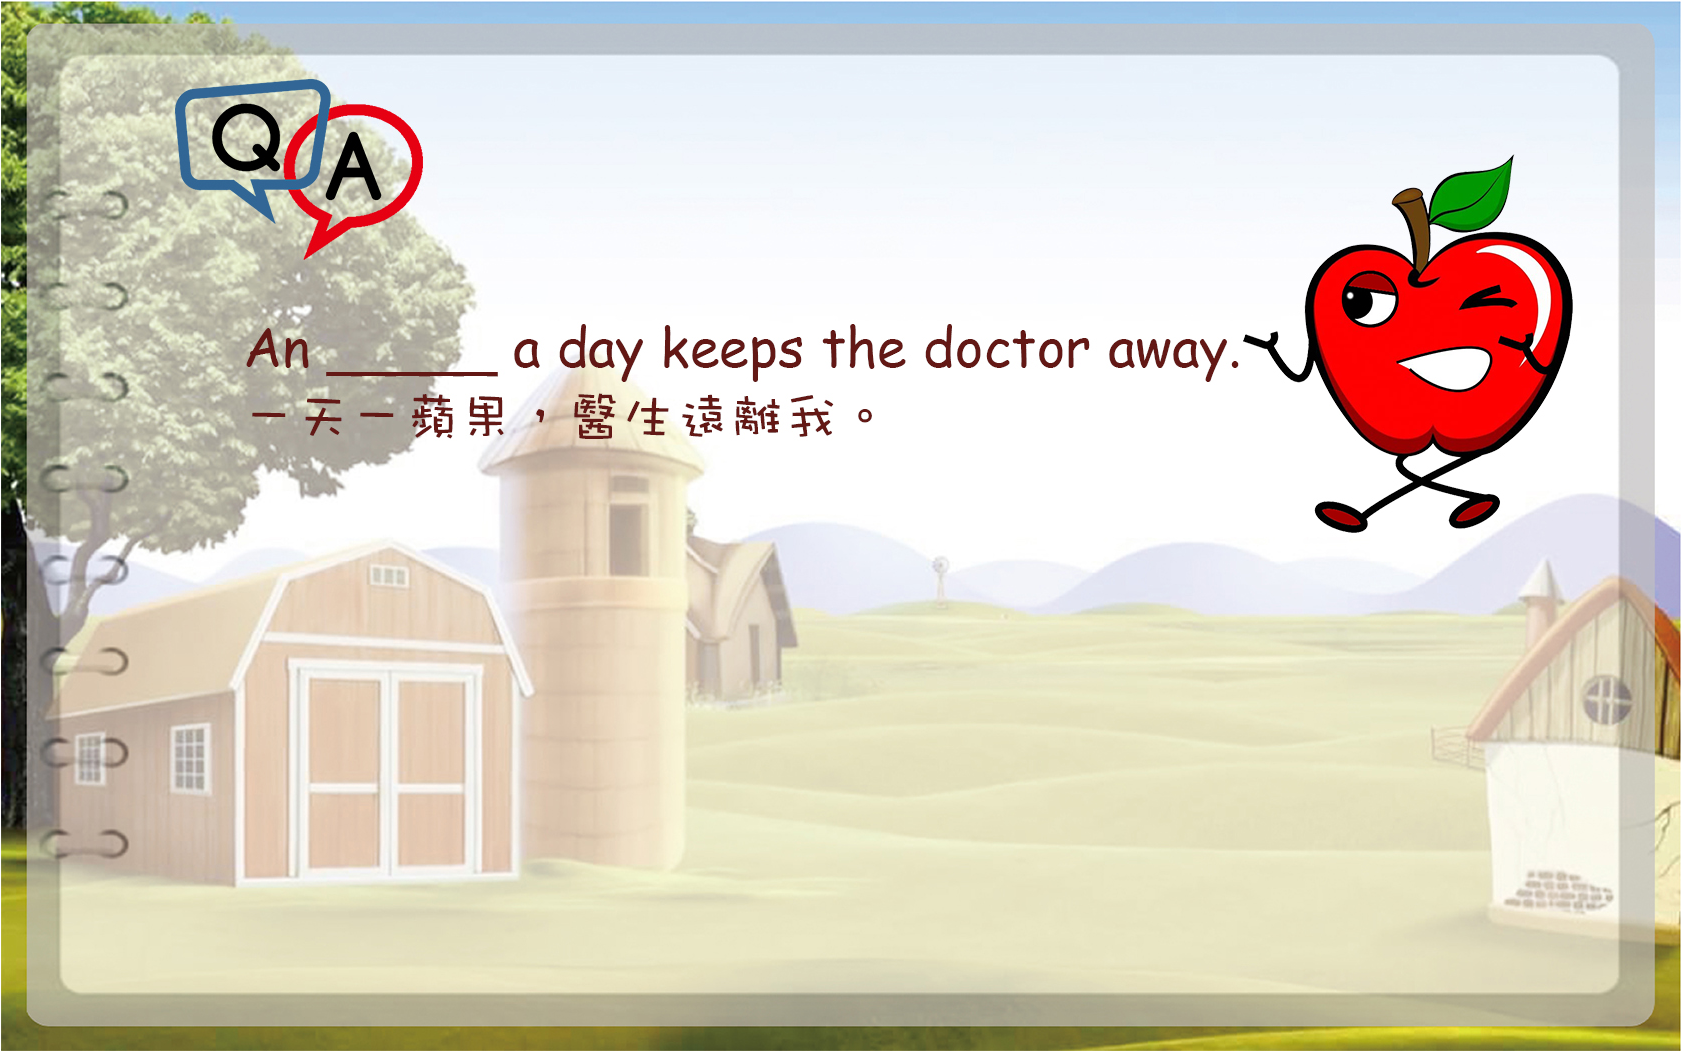 Q
A
An ______ a day keeps the doctor away.
一天一蘋果，醫生遠離我。